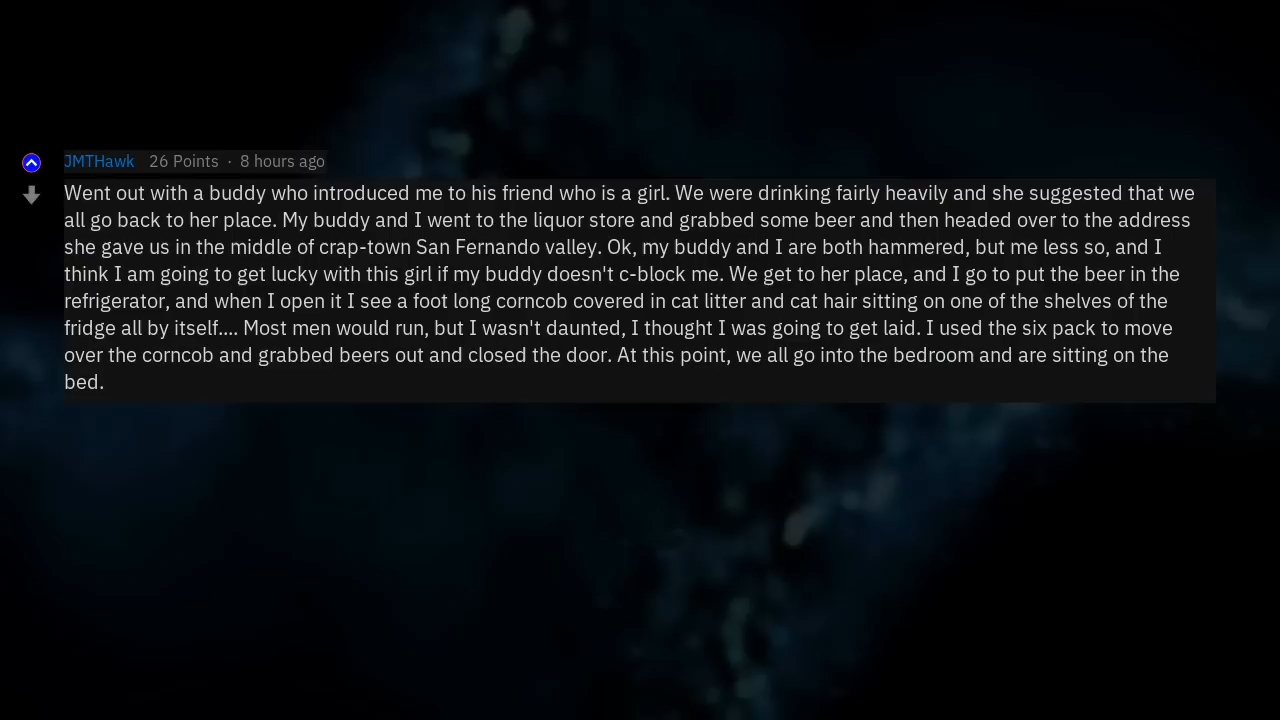 JMTHawk 26 Points · 8 hours ago
Went out with a buddy who introduced me to his friend who is a girl. We were drinking fairly heavily and she suggested that we
all go back to her place. My buddy and I went to the liquor store and grabbed some beer and then headed over to the address
she gave us in the middle of crap-town San Fernando valley. Ok, my buddy and I are both hammered, but me less so, and I
think I am going to get lucky with this girl if my buddy doesn't c-block me. We get to her place, and I go to put the beer in the
refrigerator, and when I open it I see a foot long corncob covered in cat litter and cat hair sitting on one of the shelves of the
fridge all by itself.... Most men would run, but I wasn't daunted, I thought I was going to get laid. I used the six pack to move
over the corncob and grabbed beers out and closed the door. At this point, we all go into the bedroom and are sitting on the
bed.